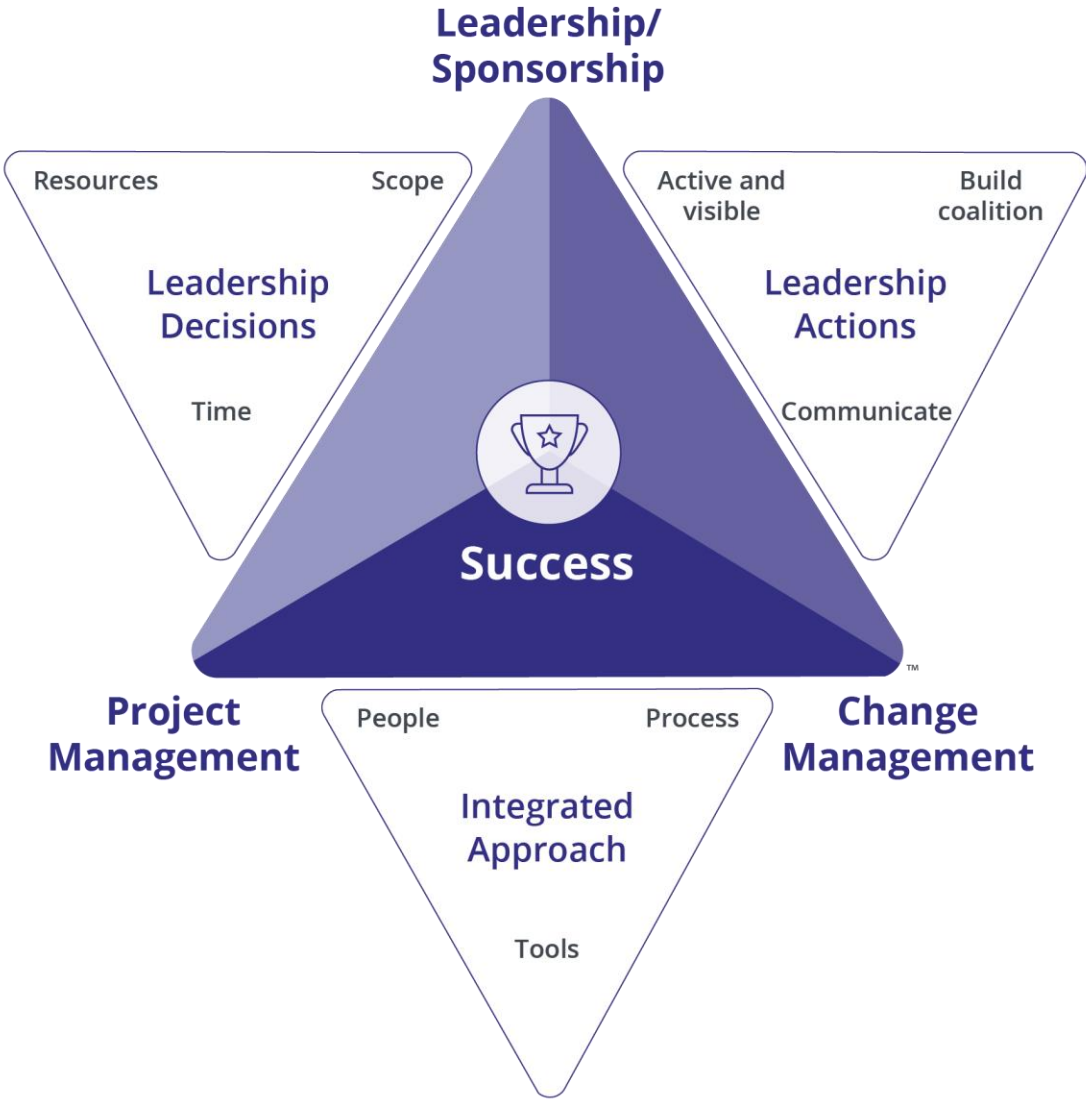 Leadership/
Sponsorship
Resources
Scope
Leadership
Decisions
Time
Active and
visible
Build
coalition
Leadership
Actions
Communicate
Success
™
Project
Management
Change
Management
People
Process
Integrated
Approach
Tools